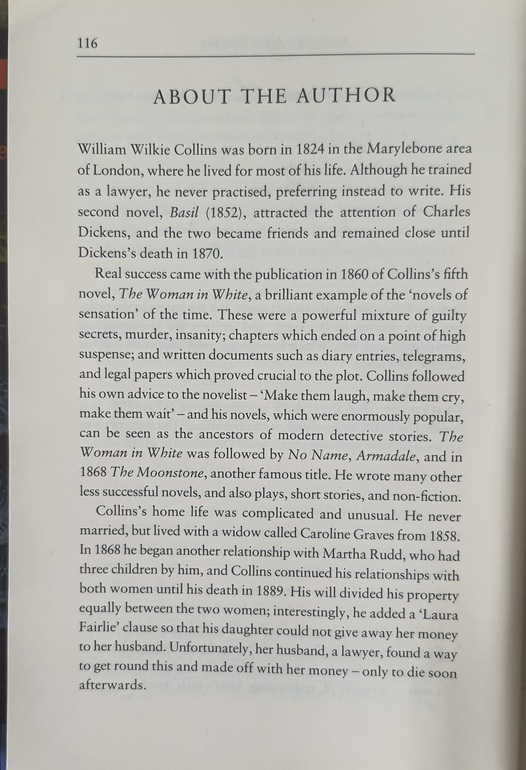 116
ABOUT THE AUTHOR
William Wilkie Collins was born in 1824 in the Marylebone area
of London, where he lived for most of his life. Although he trained
as a lawyer, he never practised, preferring instead to write. His
second novel, Basil (1852), attracted the attention of Charles
Dickens, and the two became friends and remained close until
Dickens's death in 1870.
Real success came with the publication in 1860 of Collins's fifth
novel, The Woman in White, a brilliant example of the ‘novels of
sensation’ of the time. These were a powerful mixture of guilty
secrets, murder, insanity; chapters which ended on a point of high
suspense; and written documents such as diary entries, telegrams,
and legal papers which proved crucial to the plot. Collins followed
his own advice to the novelist – ‘Make them laugh, make them cry,
make them wait’ – and his novels, which were enormously popular,
can be seen as the ancestors of modern detective stories. The
Woman in White was followed by No Name, Armadale, and in
1868 The Moonstone, another famous title. He wrote many other
less successful novels, and also plays, short stories, and non-fiction.
Collins's home life was complicated and unusual. He never
married, but lived with a widow called Caroline Graves from 1858.
In 1868 he began another relationship with Martha Rudd, who had
three children by him, and Collins continued his relationships with
both women until his death in 1889. His will divided his property
equally between the two women; interestingly, he added a ‘Laura
Fairlie’ clause so that his daughter could not give away her money
to her husband. Unfortunately, her husband, a lawyer, found a way
to get round this and made off with her money – only to die soon
afterwards.